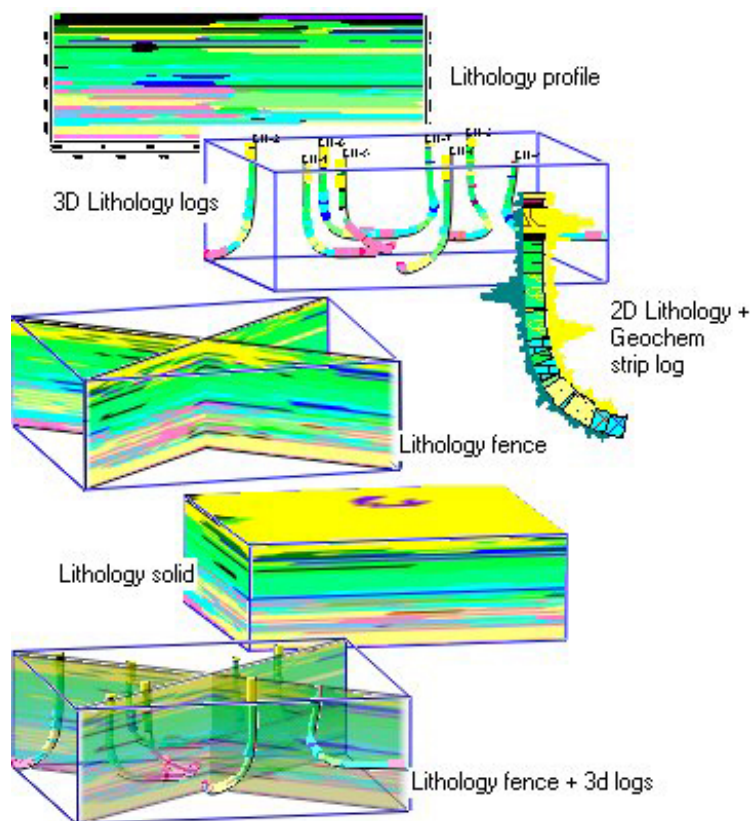 Lithology profile
3D Lithology logs
2D Lithology +
Geochem
strip log
Lithology fence
Lithology solid
Lithology fence + 3d logs